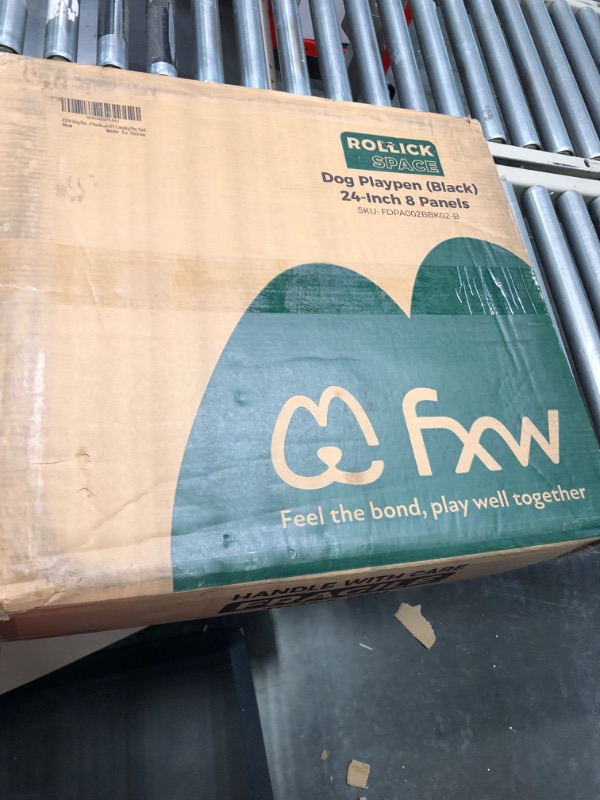 ROLLICK
SPACE
Dog Playpen (Black)
24-Inch 8 Panels
SKU: FDPA002BBK02-B
fxw
Feel the bond, play well together
HANDLE WITH CARE
FRAGILE